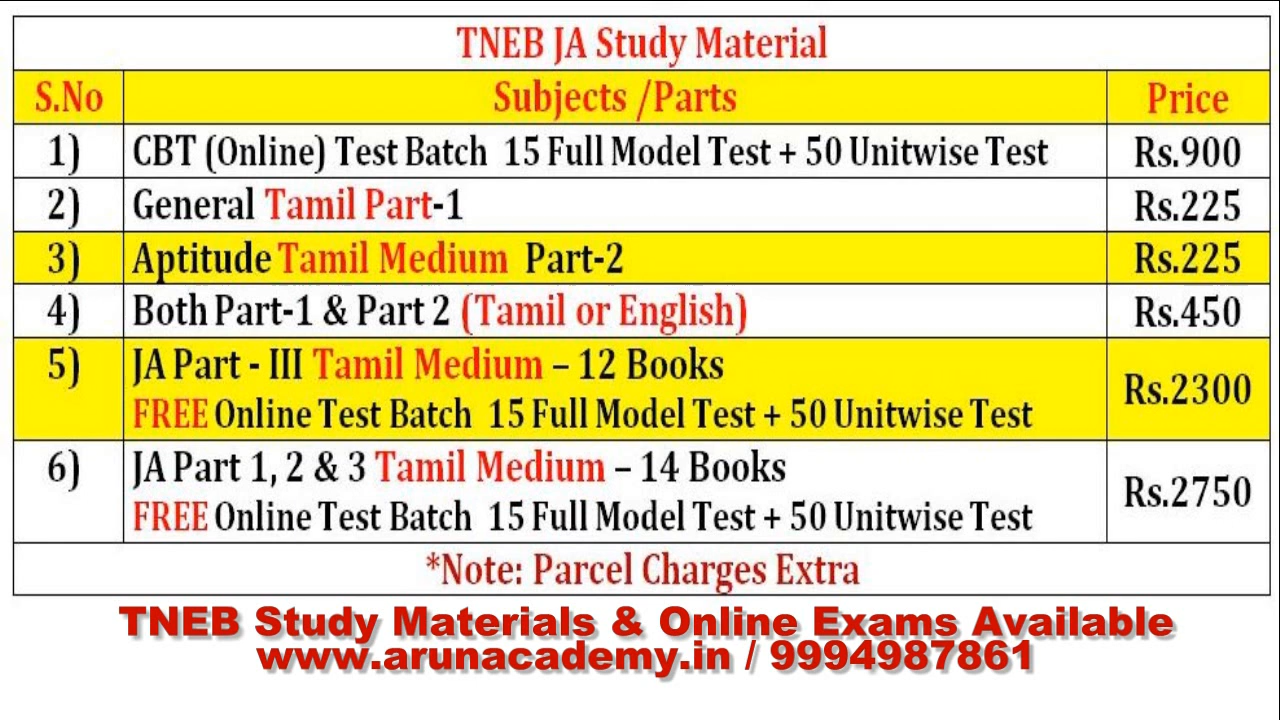 TNEB JA Study Material
S.No Subjects /Parts Price
1) CBT (Online) Test Batch 15 Full Model Test + 50 Unitwise Test Rs.900
2) General Tamil Part-1 Rs.225
3) Aptitude Tamil Medium Part-2 Rs.225
4) Both Part-1 & Part 2 (Tamil or English) Rs.450
5) JA Part - III Tamil Medium – 12 Books
FREE Online Test Batch 15 Full Model Test + 50 Unitwise Test Rs.2300
6) JA Part 1, 2 & 3 Tamil Medium – 14 Books
FREE Online Test Batch 15 Full Model Test + 50 Unitwise Test Rs.2750
*Note: Parcel Charges Extra
TNEB Study Materials & Online Exams Available
www.arunacademy.in / 9994987861